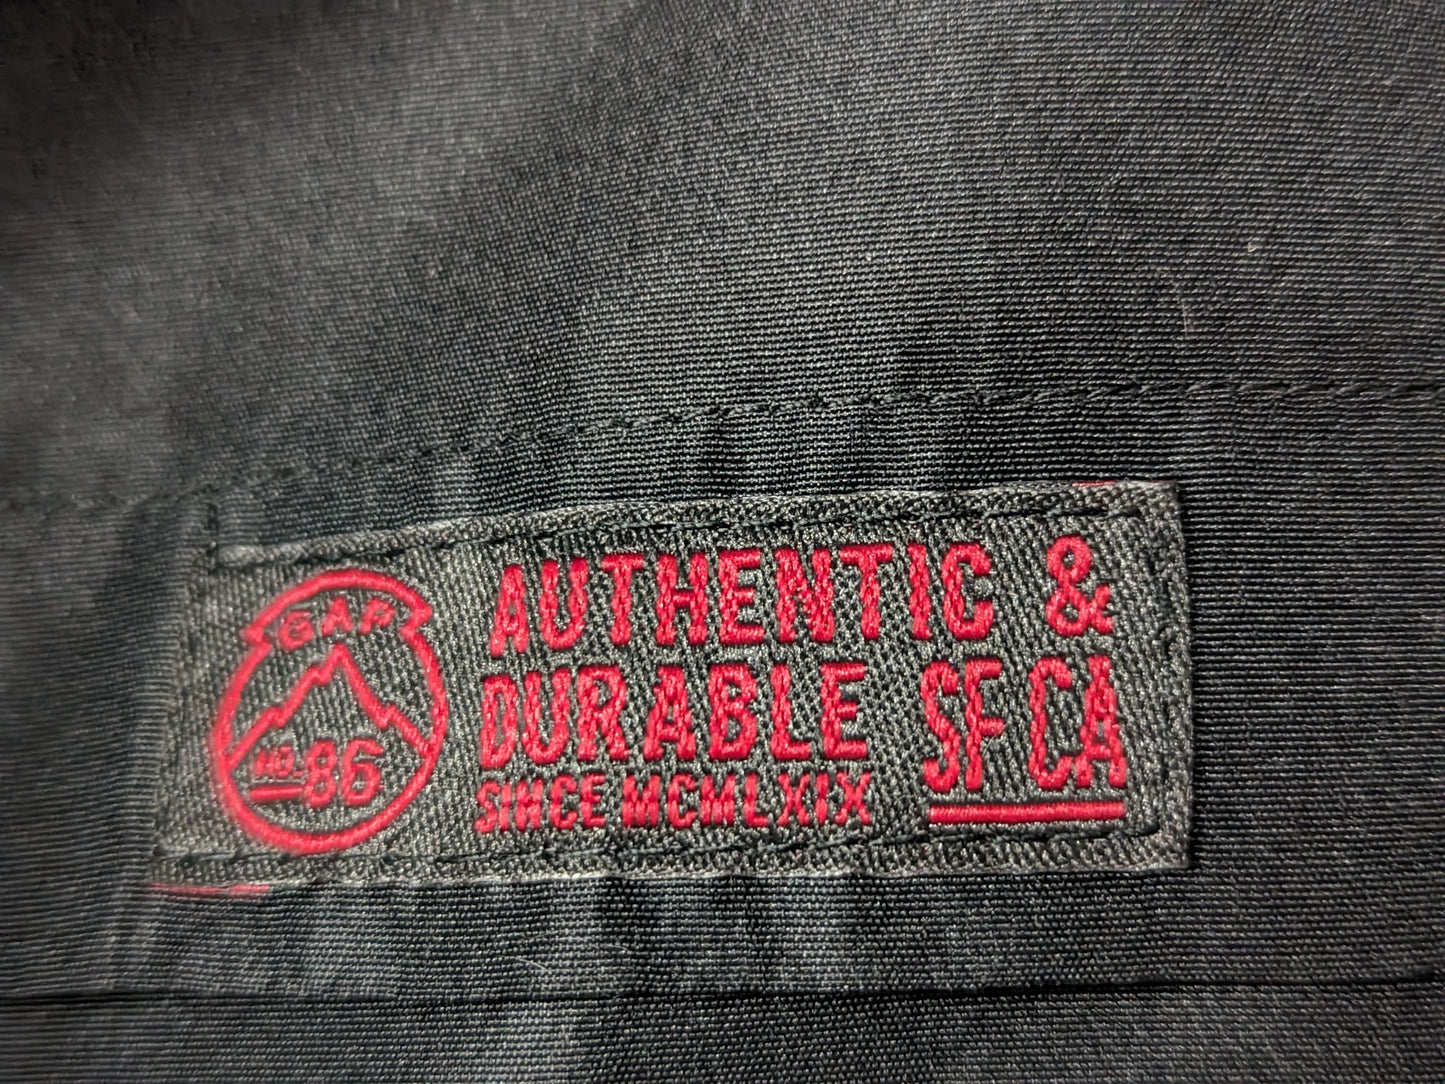 GAP
NO. 86
AUTHENTIC &
DURABLE SF CA
SINCE MCMLXIX